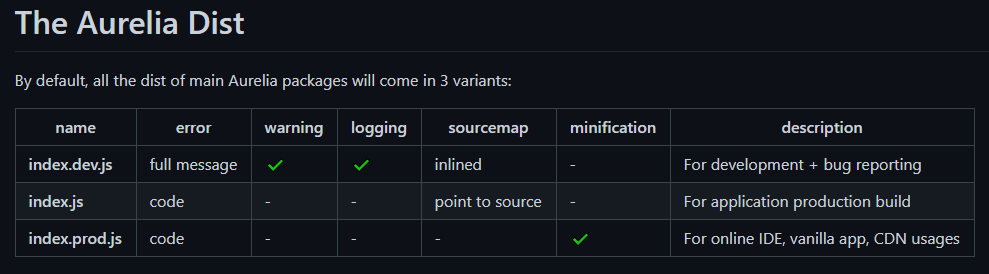 The Aurelia Dist
By default, all the dist of main Aurelia packages will come in 3 variants:
name error warning logging sourcemap minification description
index.dev.js full message ✓ ✓ inlined - For development + bug reporting
index.js code - - point to source - For application production build
index.prod.js code - - - ✓ For online IDE, vanilla app, CDN usages